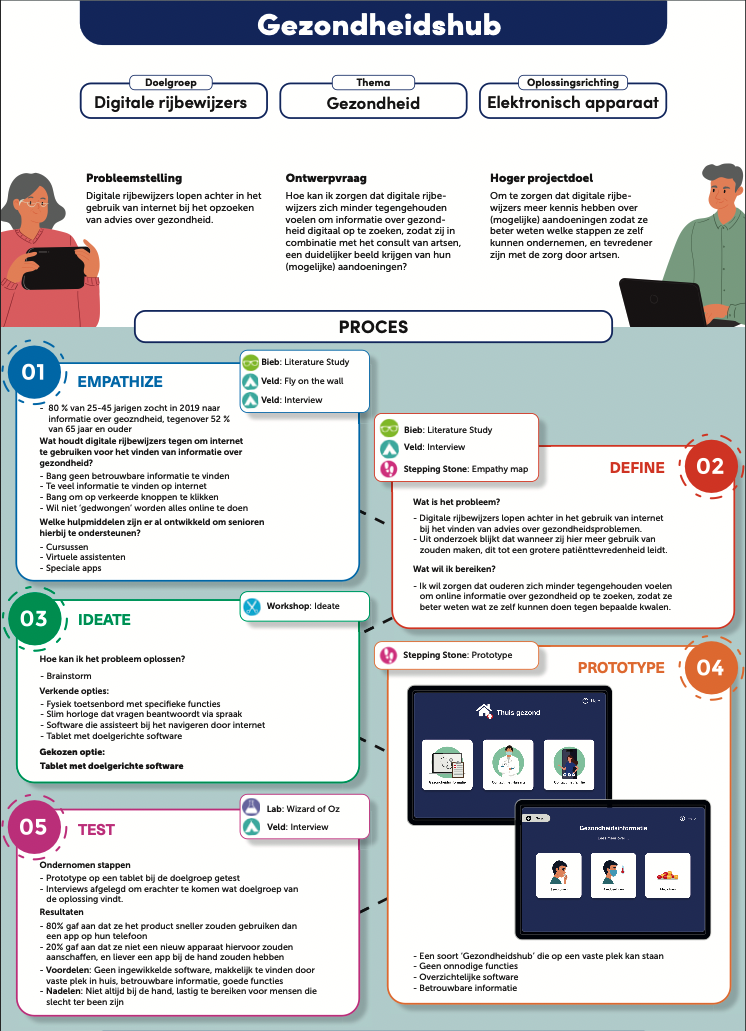 Gezondheidshub
Doelgroep
Digitale rijbewijzers
Thema
Gezondheid
Oplossingsrichting
Elektronisch apparaat
Probleemstelling
Digitale rijbewijzers lopen achter in het
gebruik van internet bij het opzoeken
van advies over gezondheid.
Ontwerpvraag
Hoe kan ik zorgen dat digitale rijbe-
wijzers zich minder tegengehouden
voelen om informatie over gezond-
heid digitaal op te zoeken, zodat zij in
combinatie met het consult van artsen,
een duidelijker beeld krijgen van hun
(mogelijke) aandoeningen?
Hoger projectdoel
Om te zorgen dat digitale rijbe-
wijzers meer kennis hebben over
(mogelijke) aandoeningen zodat ze
beter weten welke stappen ze zelf
kunnen ondernemen, en tevredener
zijn met de zorg door artsen.
PROCES
01
EMPATHIZE
Bieb: Literature Study
Veld: Fly on the wall
Veld: Interview
- 80 % van 25-45 jarigen zocht in 2019 naar
informatie over geozndheid, tegenover 52 %
van 65 jaar en ouder
Wat houdt digitale rijbewijzers tegen om internet
te gebruiken voor het vinden van informatie over
gezondheid?
- Bang geen betrouwbare informatie te vinden
- Te veel informatie te vinden op internet
- Bang om op verkeerde knoppen te klikken
- Wil niet 'gedwongen' worden alles online te doen
Welke hulpmiddelen zijn er al ontwikkeld om senioren
hierbij te ondersteunen?
- Cursussen
- Virtuele assistenten
- Speciale apps
Bieb: Literature Study
Veld: Interview
Stepping Stone: Empathy map
DEFINE
02
Wat is het probleem?
- Digitale rijbewijzers lopen achter in het gebruik van internet
bij het vinden van advies over gezondheidsproblemen.
- Uit onderzoek blijkt dat wanneer zij hier meer gebruik van
zouden maken, dit tot een grotere patiënttevredenheid leidt.
Wat wil ik bereiken?
- Ik wil zorgen dat ouderen zich minder tegengehouden voelen
om online informatie over gezondheid op te zoeken, zodat ze
beter weten wat ze zelf kunnen doen tegen bepaalde kwalen.
03
IDEATE
Workshop: Ideate
Hoe kan ik het probleem oplossen?
- Brainstorm
Verkende opties:
- Fysiek toetsenbord met specifieke functies
- Slim horloge dat vragen beantwoordt via spraak
- Software die assisteert bij het navigeren door internet
- Tablet met doelgerichte software
Gekozen optie:
Tablet met doelgerichte software
Stepping Stone: Prototype
PROTOTYPE
04
Thuis gezond
Gezondheidsinformatie
Gezondheidsinformatie
- Een soort 'Gezondheidshub' die op een vaste plek kan staan
- Geen onnodige functies
- Overzichtelijke software
- Betrouwbare informatie
05
TEST
Lab: Wizard of Oz
Veld: Interview
Ondernomen stappen
- Prototype op een tablet bij de doelgroep getest
- Interviews afgelegd om erachter te komen wat doelgroep van
de oplossing vindt.
Resultaten
- 80% gaf aan dat ze het product sneller zouden gebruiken dan
een app op hun telefoon
- 20% gaf aan dat ze niet een nieuw apparaat hiervoor zouden
aanschaffen, en liever een app bij de hand zouden hebben
- Voordelen: Geen ingewikkelde software, makkelijk te vinden door
vaste plek in huis, betrouwbare informatie, goede functies
- Nadelen: Niet altijd bij de hand, lastig te bereiken voor mensen die
slecht ter been zijn